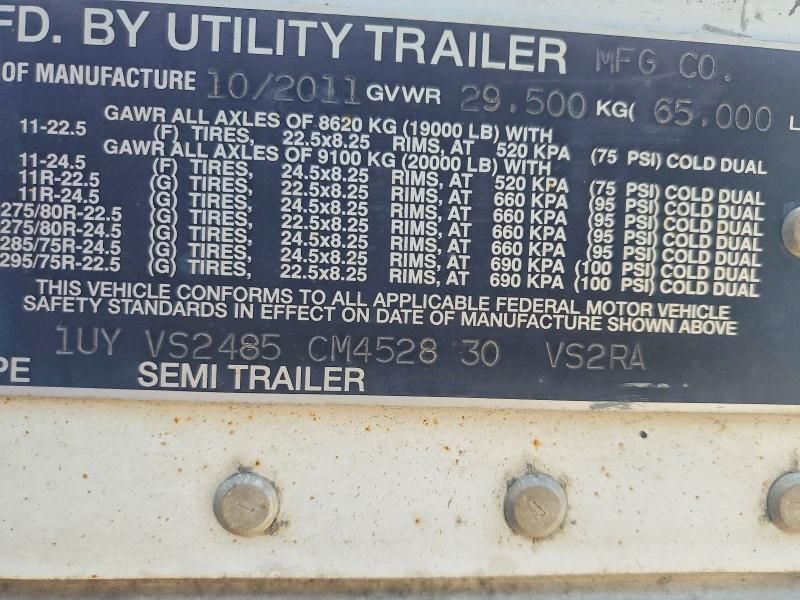 FD. BY UTILITY TRAILER MFG CO.
OF MANUFACTURE 10/2011 GVWR 29.500 KG( 65.000 L
GAWR ALL AXLES OF 8620 KG (19000 LB) WITH
11-22.5 (F) TIRES, 22.5x8.25 RIMS, AT 520 KPA (75 PSI) COLD DUAL
GAWR ALL AXLES OF 9100 KG (20000 LB) WITH
11-24.5 (F) TIRES, 24.5x8.25 RIMS, AT 520 KPA (75 PSI) COLD DUAL
11R-22.5 (G) TIRES, 22.5x8.25 RIMS, AT 660 KPA (95 PSI) COLD DUAL
11R-24.5 (G) TIRES, 24.5x8.25 RIMS, AT 660 KPA (95 PSI) COLD DUAL
275/80R-22.5 (G) TIRES, 22.5x8.25 RIMS, AT 660 KPA (95 PSI) COLD DUAL
275/80R-24.5 (G) TIRES, 24.5x8.25 RIMS, AT 660 KPA (95 PSI) COLD DUAL
285/75R-24.5 (G) TIRES, 24.5x8.25 RIMS, AT 690 KPA (100 PSI) COLD DUAL
295/75R-22.5 (G) TIRES, 22.5x8.25 RIMS, AT 690 KPA (100 PSI) COLD DUAL
THIS VEHICLE CONFORMS TO ALL APPLICABLE FEDERAL MOTOR VEHICLE
SAFETY STANDARDS IN EFFECT ON DATE OF MANUFACTURE SHOWN ABOVE
1UY VS2485 CM4528 30 VS2RA
PE SEMI TRAILER